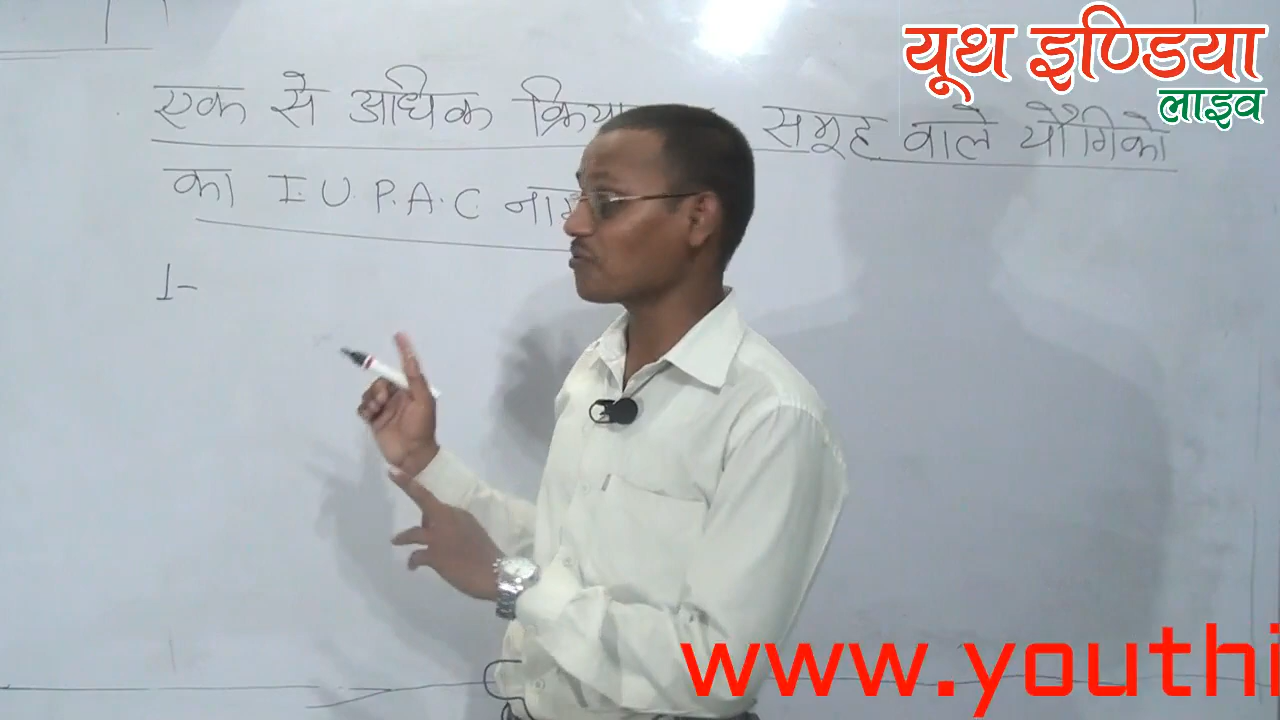 यूथ इण्डिया
लाइव
एक से अधिक समूह वाले यौगिको
का I.U.P.A.C
1-
www.youthi